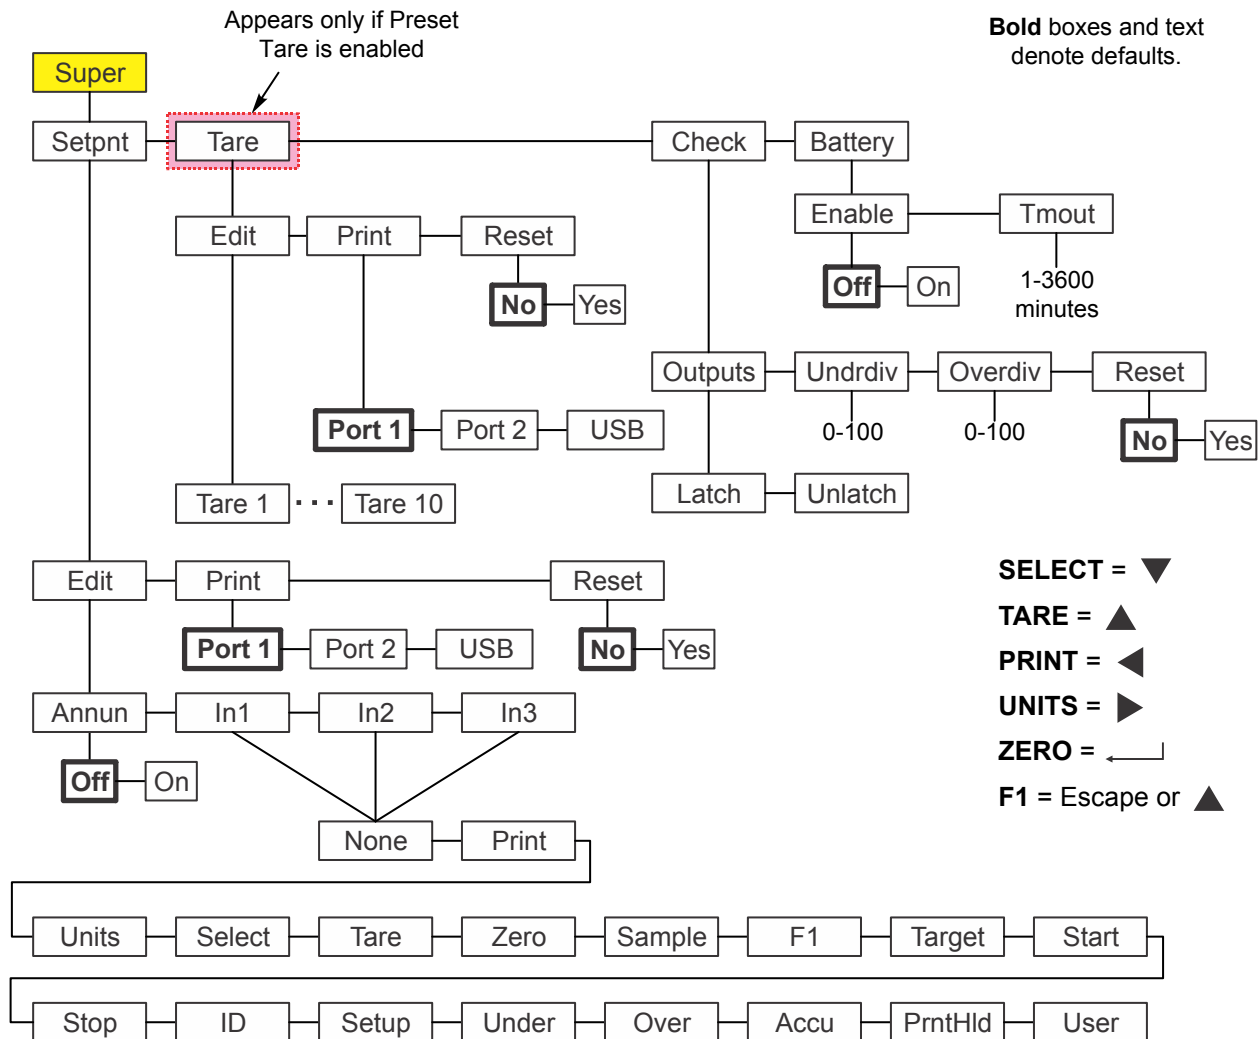 Appears only if Preset
Tare is enabled
Bold boxes and text
denote defaults.
Super
Setpnt
Tare
Check
Battery
Enable
Tmout
Edit
Print
Reset
Off
On
1-3600
minutes
No
Yes
Outputs
Undrdiv
Overdiv
Reset
0-100
0-100
No
Yes
Port 1
Port 2
USB
Latch
Unlatch
Tare 1 ... Tare 10
Edit
Print
Reset
Port 1
Port 2
USB
No
Yes
SELECT = ▼
TARE = ▲
PRINT = ◀
UNITS = ▶
ZERO = ↵
F1 = Escape or ▲
Annun
In1
In2
In3
Off
On
None
Print
Units
Select
Tare
Zero
Sample
F1
Target
Start
Stop
ID
Setup
Under
Over
Accu
PrntHld
User